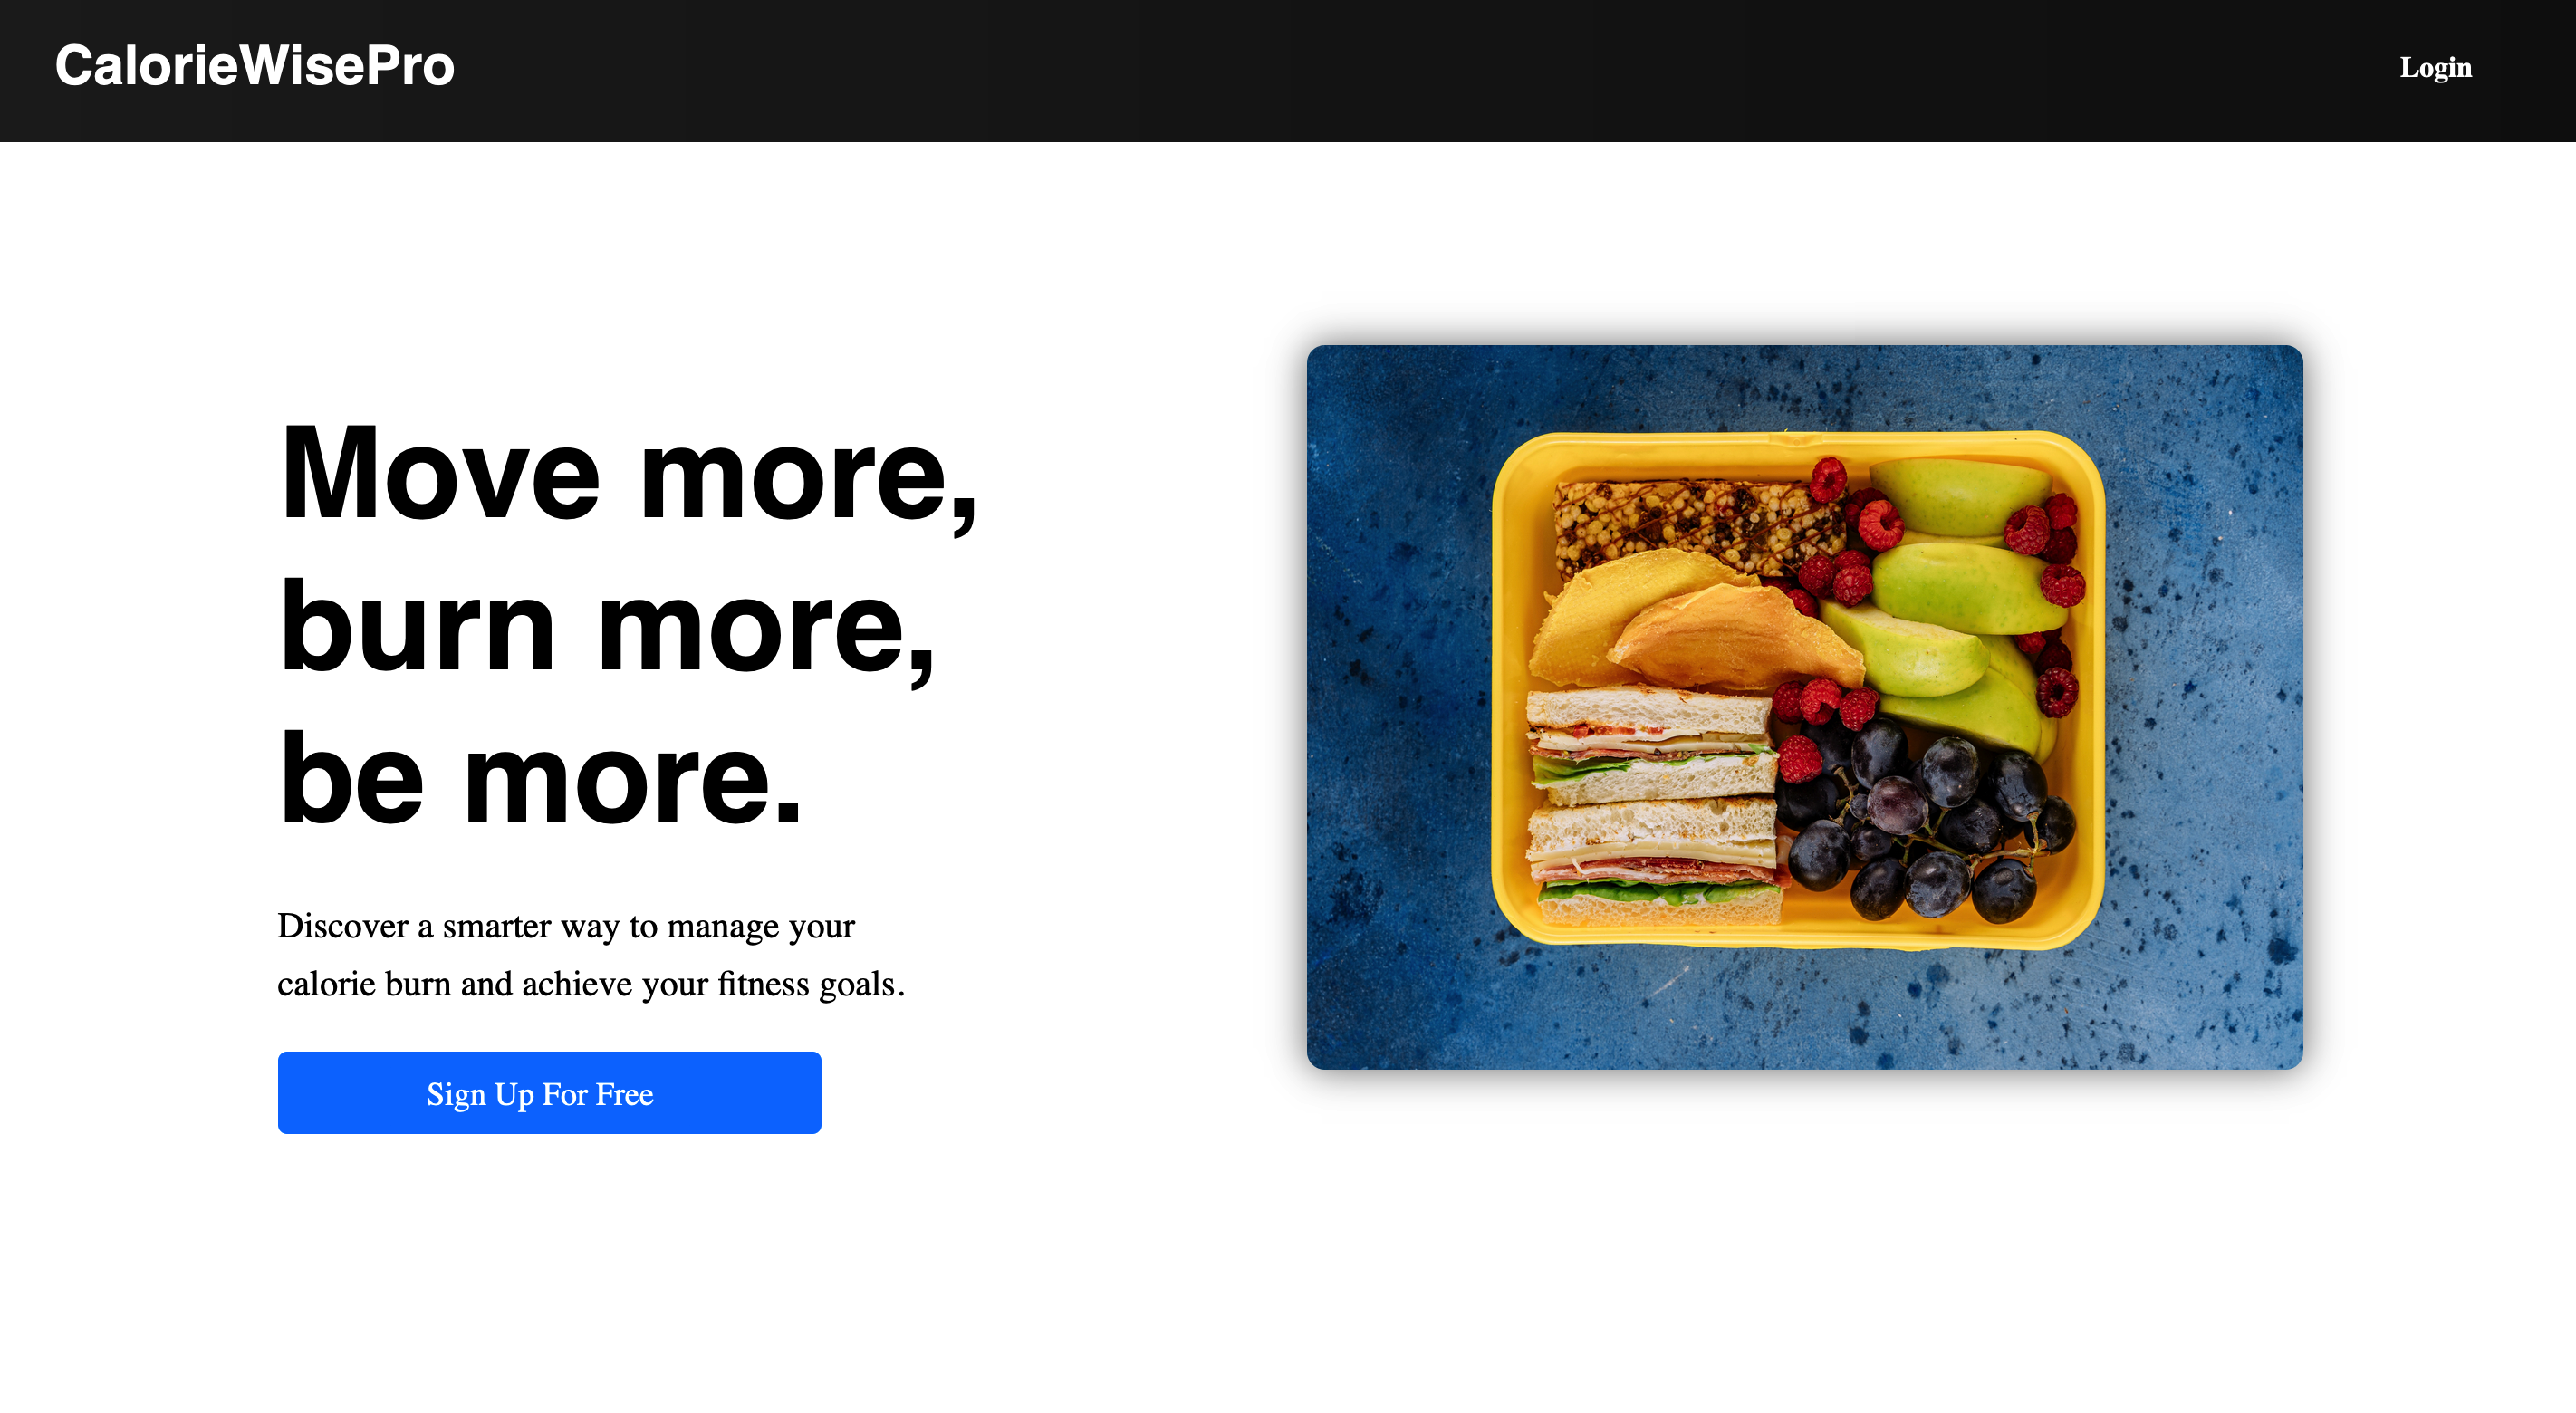 CalorieWisePro
Login
Move more,
burn more,
be more.
Discover a smarter way to manage your
calorie burn and achieve your fitness goals.
Sign Up For Free